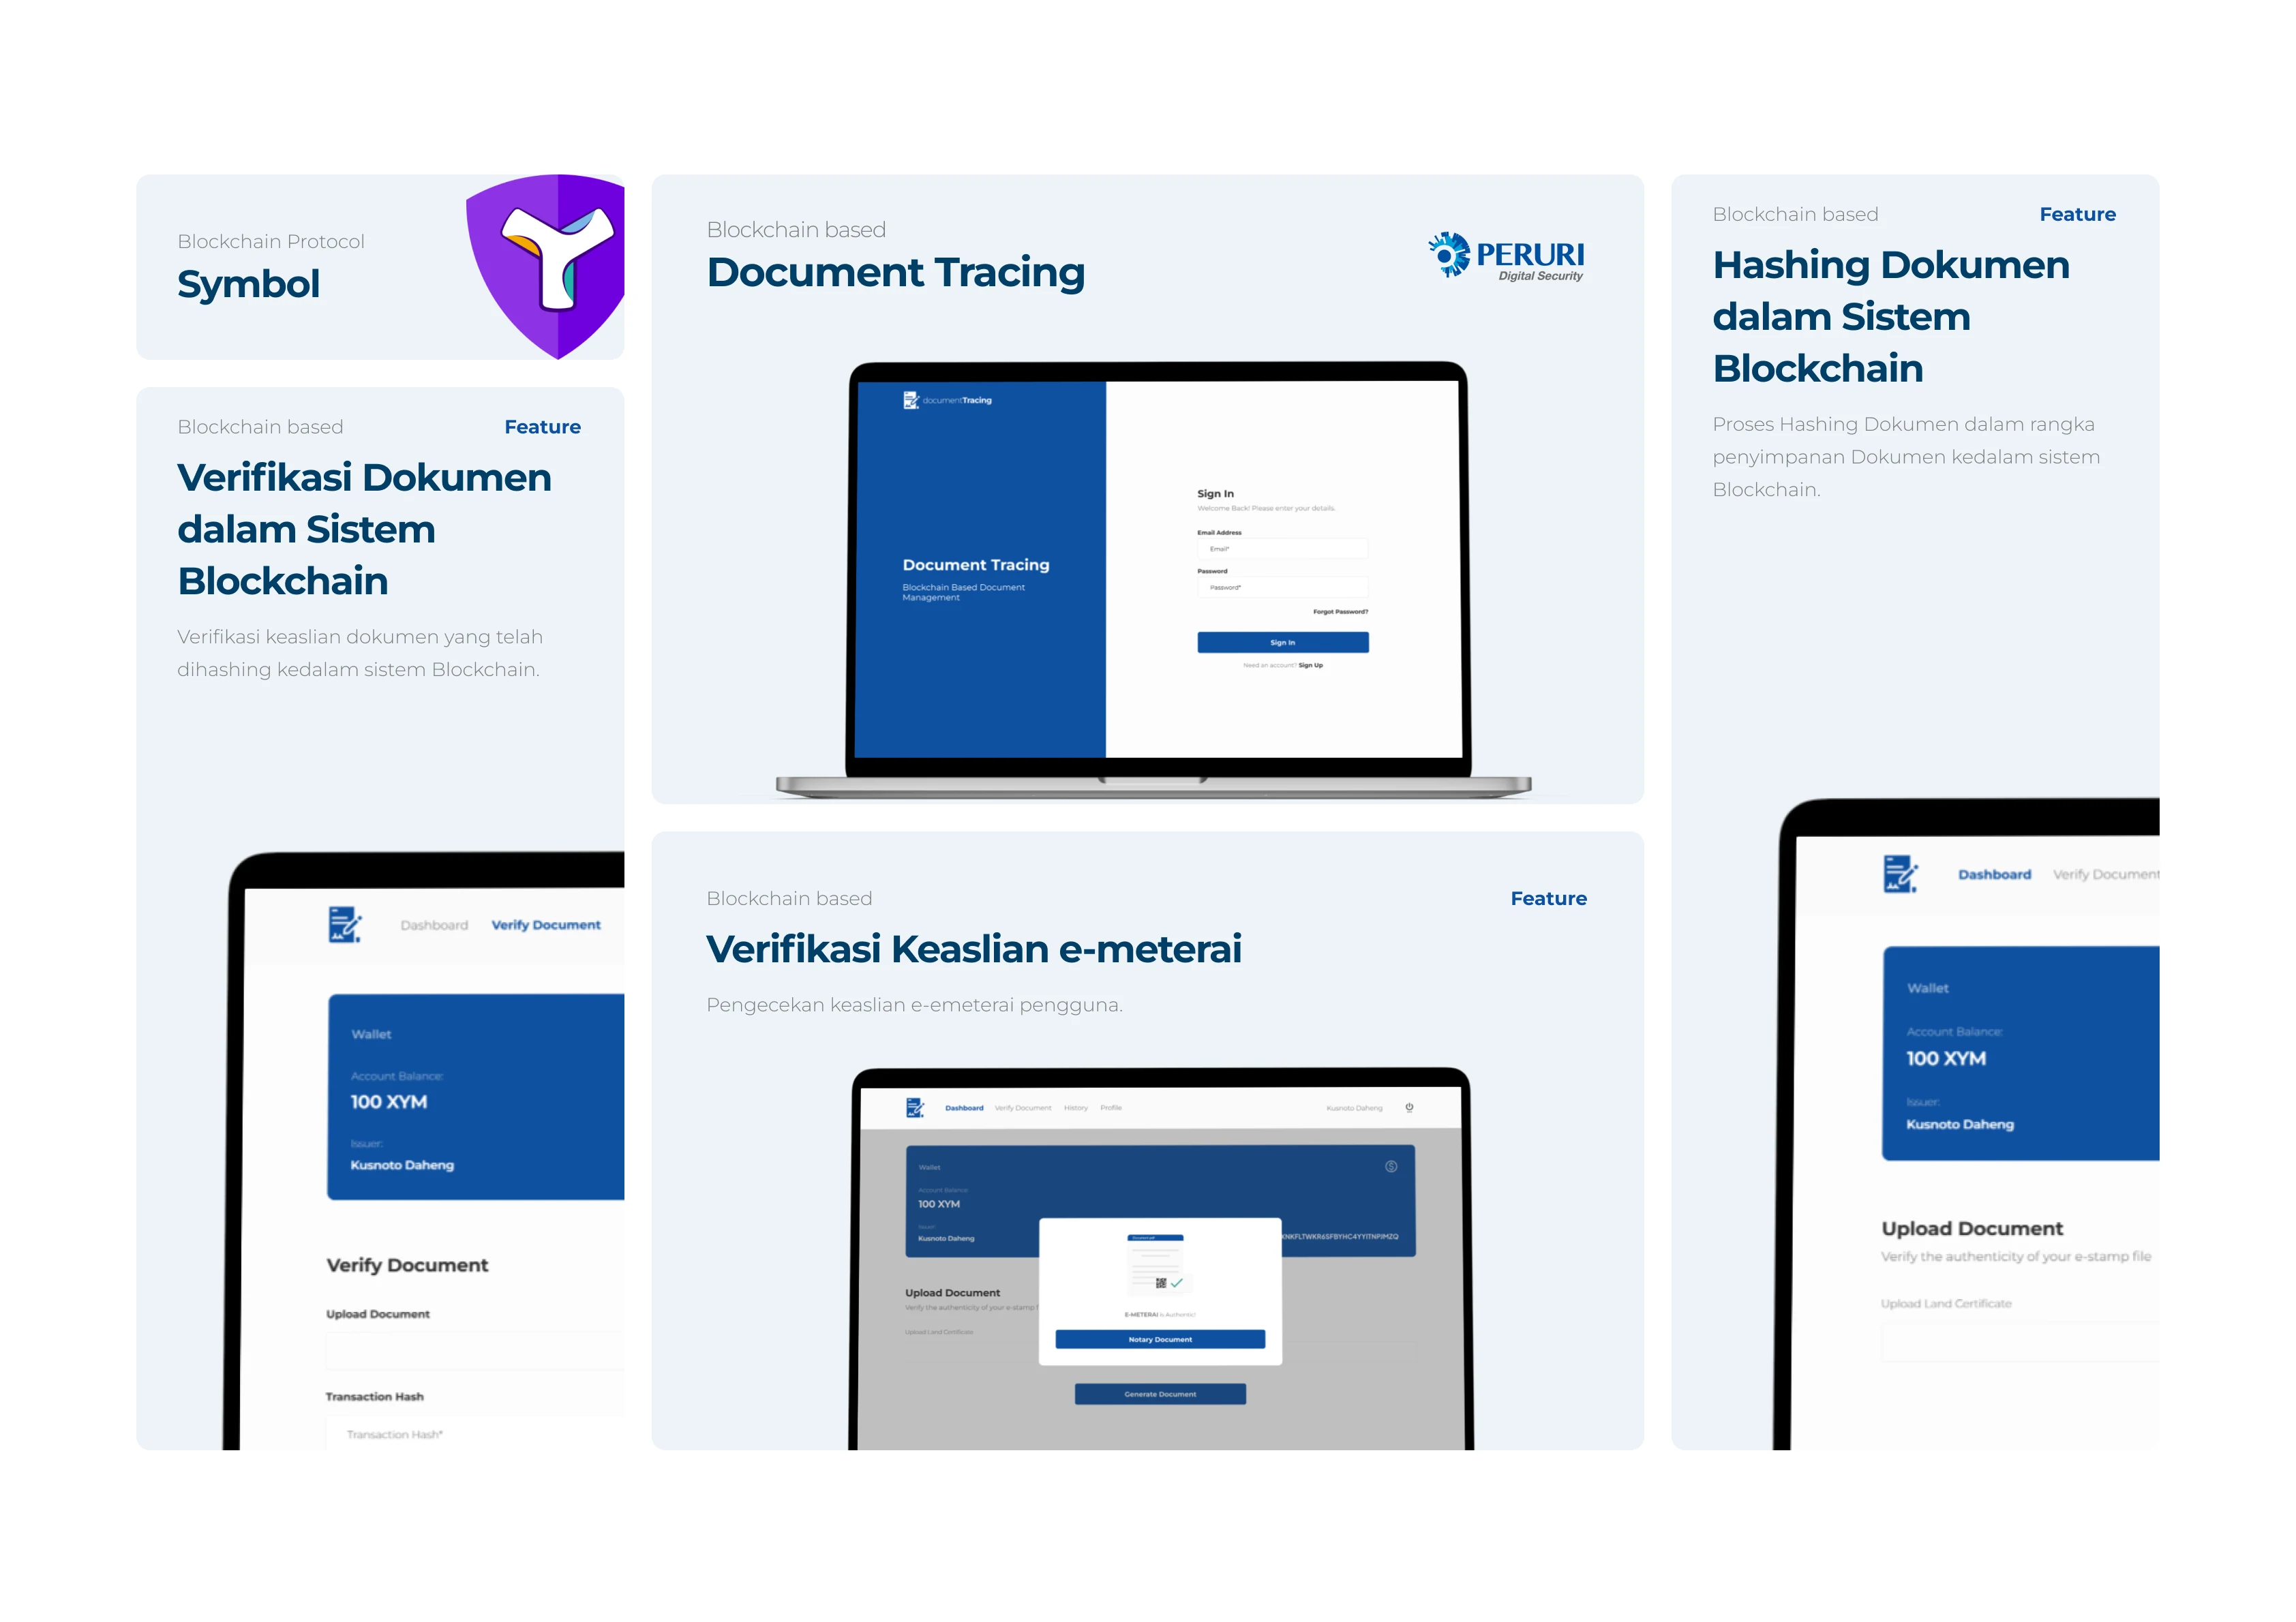 Blockchain Protocol
Symbol
Blockchain based
Feature
Verifikasi Dokumen
dalam Sistem
Blockchain
Verifikasi keaslian dokumen yang telah
dihashing kedalam sistem Blockchain.
Dashboard Verify Document
Wallet
Account Balance:
100 XYM
Issuer:
Kusnoto Daheng
Verify Document
Upload Document
Transaction Hash
Transaction Hash*
Blockchain based
Document Tracing
PERURI
Digital Security
documentTracing
Document Tracing
Blockchain Based Document
Management
Sign In
Welcome Back! Please enter your details.
Email Address
Email*
Password
Password*
Forgot Password?
Sign In
Need an account? Sign Up
Blockchain based
Feature
Verifikasi Keaslian e-meterai
Pengecekan keaslian e-emeterai pengguna.
Dashboard Verify Document History Profile
Kusnoto Daheng
Wallet
Account Balance:
100 XYM
Issuer:
Kusnoto Daheng
Upload Document
Verify the authenticity of your e-stamp f
Upload Land Certificate
E-METERAI is Authentic!
Notary Document
Generate Document
Blockchain based
Feature
Hashing Dokumen
dalam Sistem
Blockchain
Proses Hashing Dokumen dalam rangka
penyimpanan Dokumen kedalam sistem
Blockchain.
Dashboard Verify Document
Wallet
Account Balance:
100 XYM
Issuer:
Kusnoto Daheng
Upload Document
Verify the authenticity of your e-stamp file
Upload Land Certificate